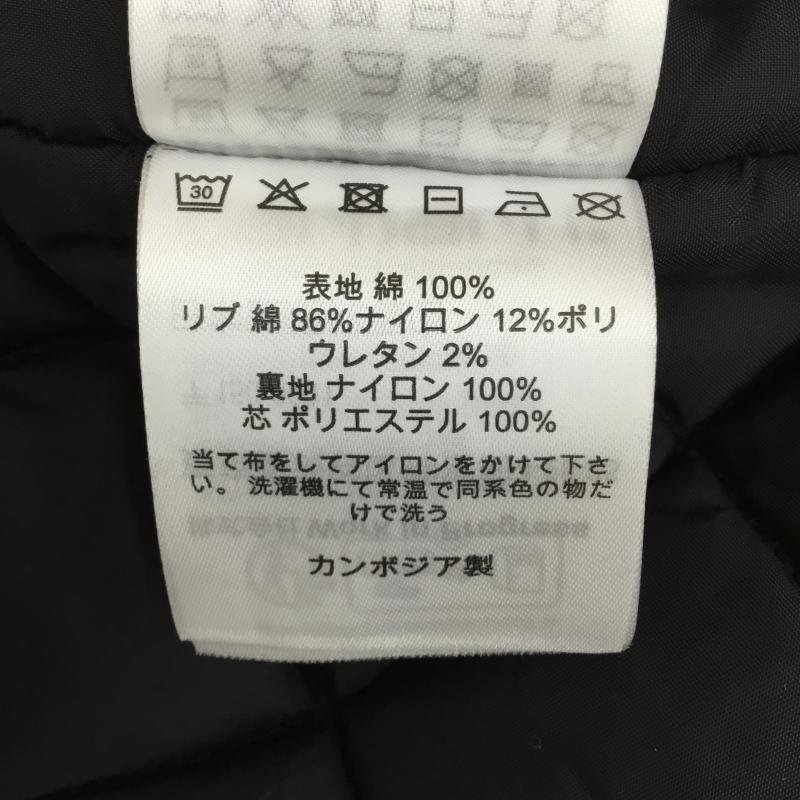 30
表地 綿 100%
リブ 綿 86%ナイロン 12%ポリ
ウレタン 2%
裏地 ナイロン 100%
芯 ポリエステル 100%
当て布をしてアイロンをかけて下さ
い。 洗濯機にて常温で同系色の物だ
けで洗う
カンボジア製